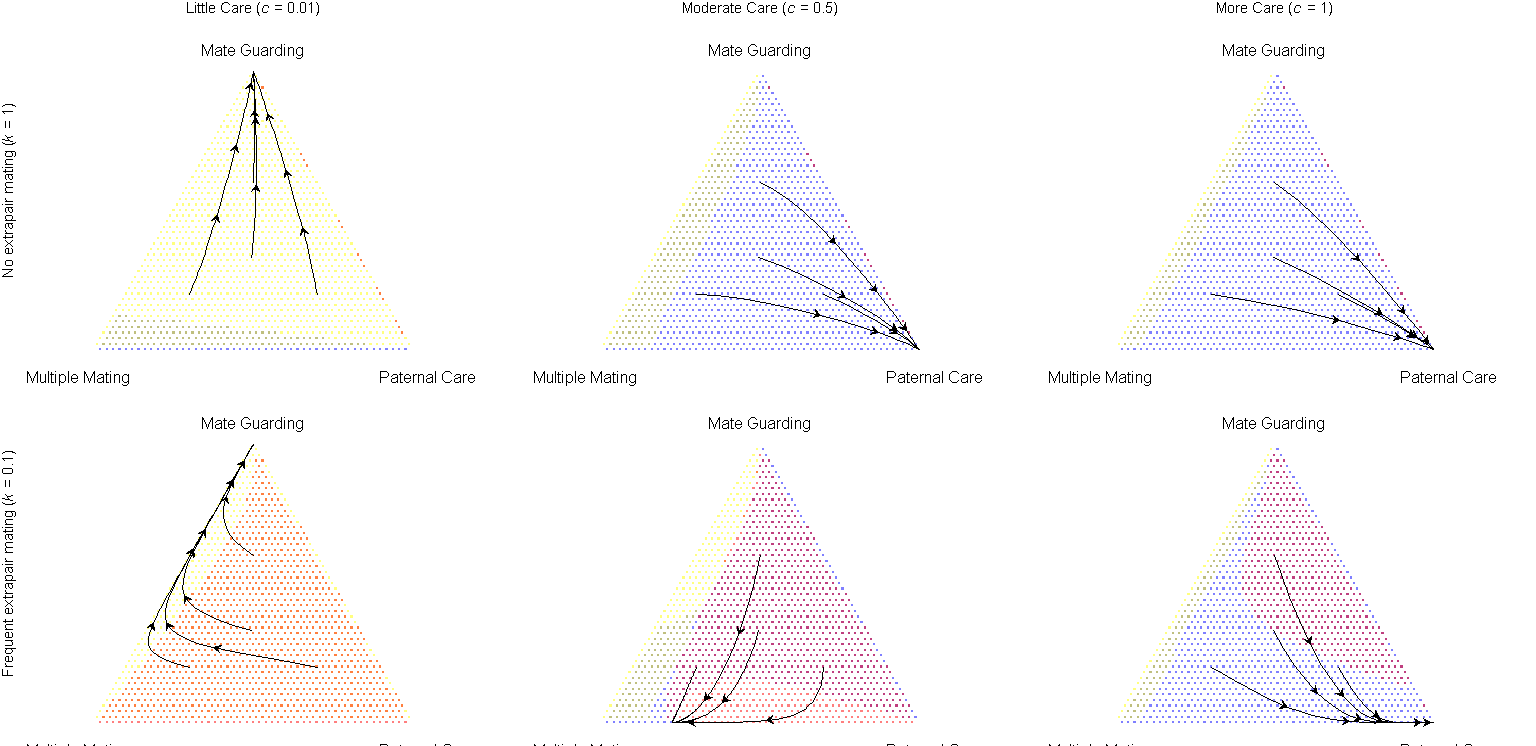 Little Care (c = 0.01) Moderate Care (c = 0.5) More Care (c = 1)
Mate Guarding Mate Guarding Mate Guarding
No extrapair mating (k = 1)
Multiple Mating Paternal Care Multiple Mating Paternal Care Multiple Mating Paternal Care
Mate Guarding Mate Guarding Mate Guarding
Frequent extrapair mating (k = 0.1)